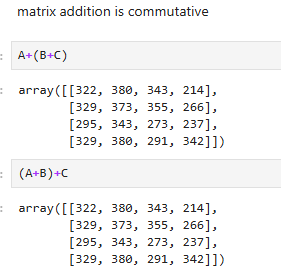 matrix addition is commutative
: A+(B+C)
: array([[322, 380, 343, 214],
[329, 373, 355, 266],
[295, 343, 273, 237],
[329, 380, 291, 342]])
: (A+B)+C
: array([[322, 380, 343, 214],
[329, 373, 355, 266],
[295, 343, 273, 237],
[329, 380, 291, 342]])